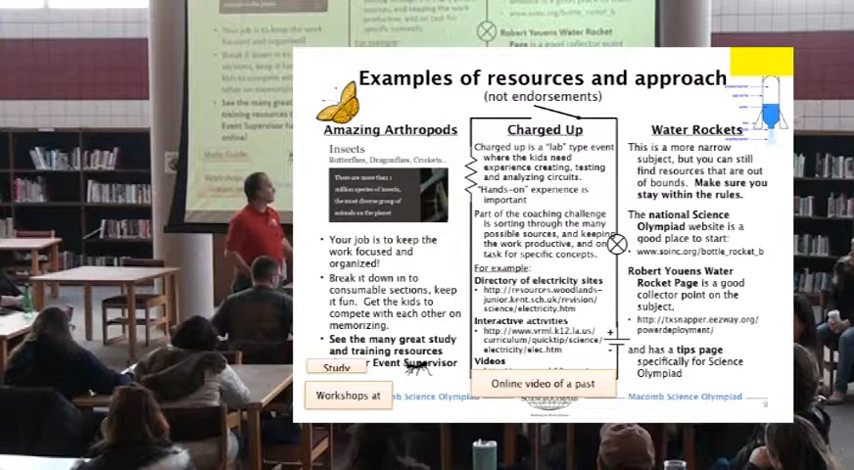 Examples of resources and approach
(not endorsements)
Amazing Arthropods
Insects
Butterflies, Dragonflies, Crickets...
There are more than 1
million species of insects,
the most diverse group of
animals on the planet
Your job is to keep the
work focused and
organized!
Break it down into
consumable sections, keep
it fun. Get the kids to
compete with each other on
memorizing.
See the many great study
and training resources
r Event Supervisor
Study
Workshops at
Charged Up
Charged up is a "lab" type event
where the kids need
experience creating, testing
and analyzing circuits.
"Hands-on" experience is
important
Part of the coaching challenge
is sorting through the many
possible sources, and keeping
the work productive, and on
task for specific concepts.
For example:
Directory of electricity sites
http://resources.woodlands-
junior.kent.sch.uk/revision/
science/electricity.htm
Interactive activities
http://www.vrml.k12.la.us/
curriculum/quicktip/science/
electricity/elec.htm
Videos
Online video of a past
Water Rockets
This is a more narrow
subject, but you can still
find resources that are out
of bounds. Make sure you
stay within the rules.
The national Science
Olympiad website is a
good place to start:
www.soinc.org/bottle_rocket_b
Robert Youens Water
Rocket Page is a good
collector point on the
subject,
http://txsnapper.eezway.org/
powerdeployment/
and has a tips page
specifically for Science
Olympiad
mb Science Olympiad
Macomb Science Olympiad
9